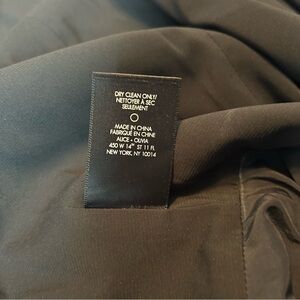 DRY CLEAN ONLY/
NETTOYER À SEC
SEULEMENT
MADE IN CHINA
FABRIQUE EN CHINE
ALICE + OLIVIA
450 W 14TH ST 11 FL
NEW YORK, NY 10014